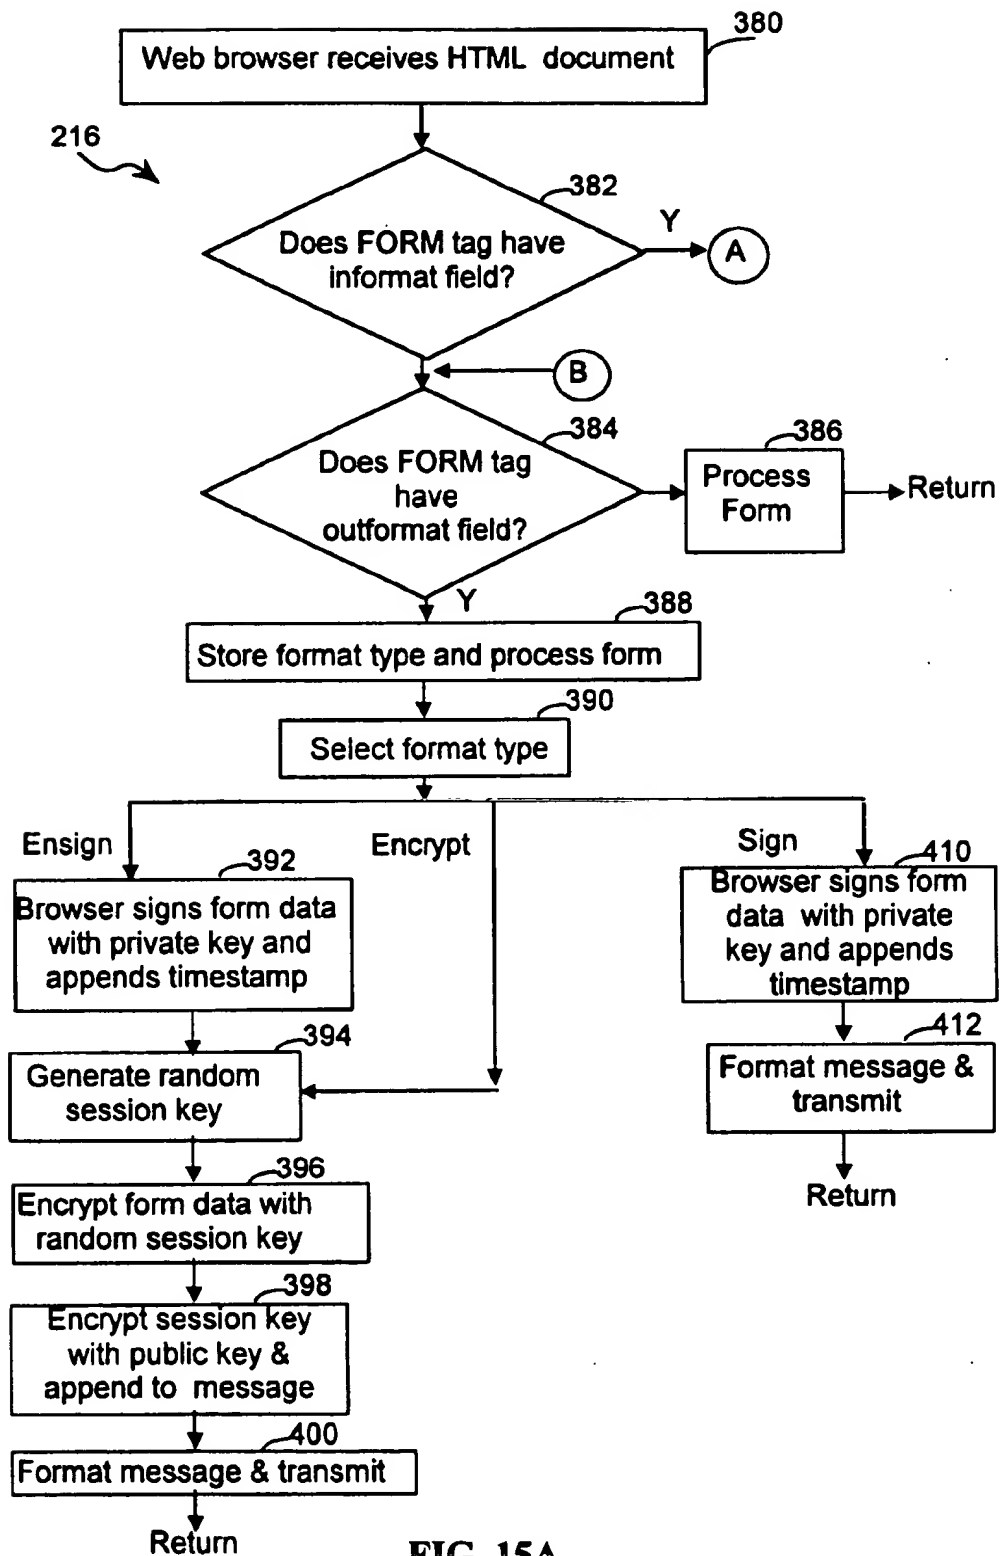 380
Web browser receives HTML document
216
382
Does FORM tag have
informat field?
Y
A
B
384
Does FORM tag
have
outformat field?
386
Process
Form
Return
Y
388
Store format type and process form
390
Select format type
Ensign
Encrypt
Sign
392
Browser signs form data
with private key and
appends timestamp
410
Browser signs form
data with private
key and appends
timestamp
394
Generate random
session key
412
Format message &
transmit
Return
396
Encrypt form data with
random session key
398
Encrypt session key
with public key &
append to message
400
Format message & transmit
Return
FIG. 15A